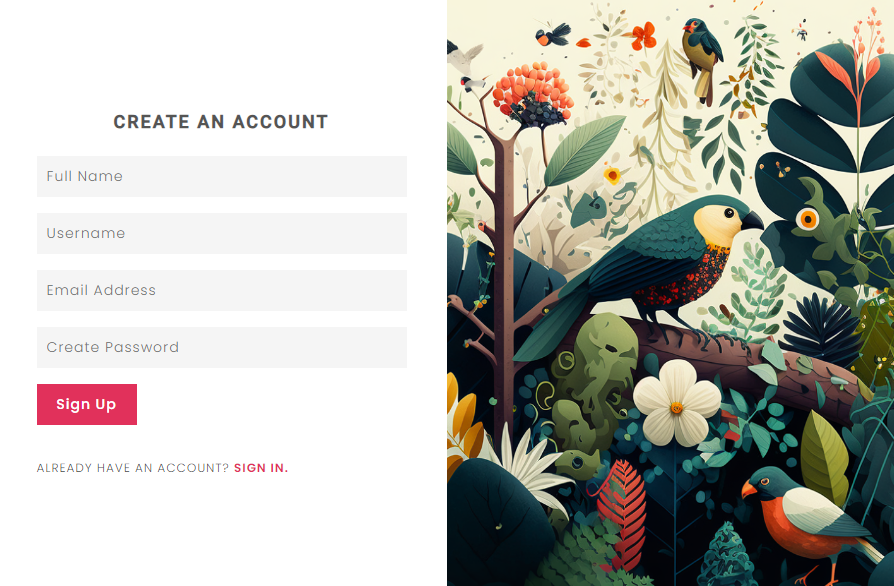 CREATE AN ACCOUNT
Full Name
Username
Email Address
Create Password
Sign Up
ALREADY HAVE AN ACCOUNT? SIGN IN.